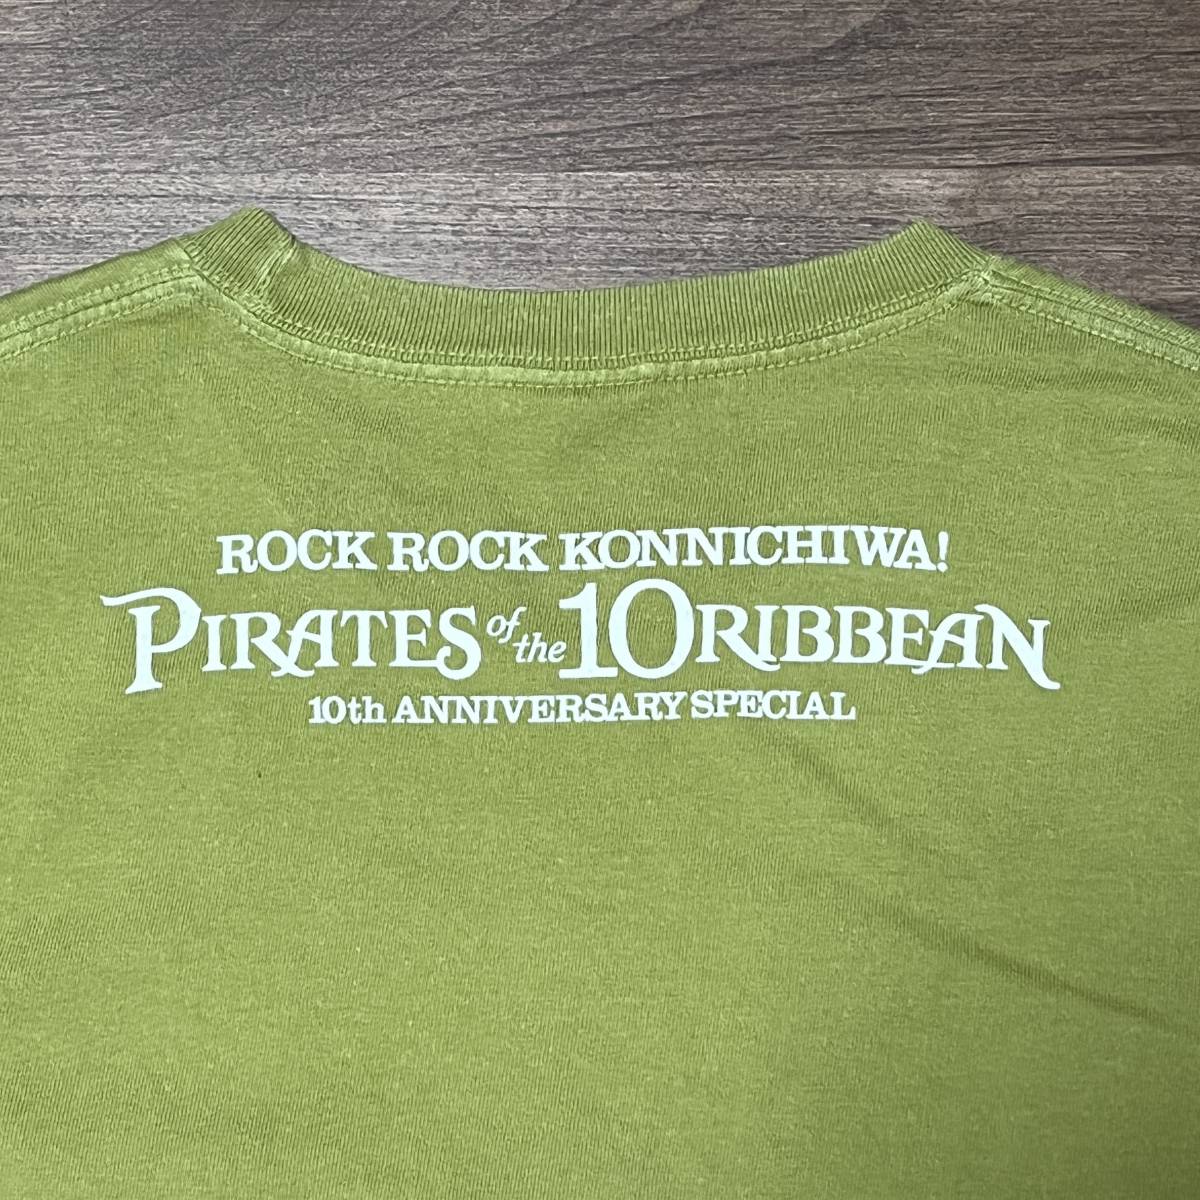 ROCK ROCK KONNICHIWA!
PIRATES of the 10RIBBEAN
10th ANNIVERSARY SPECIAL